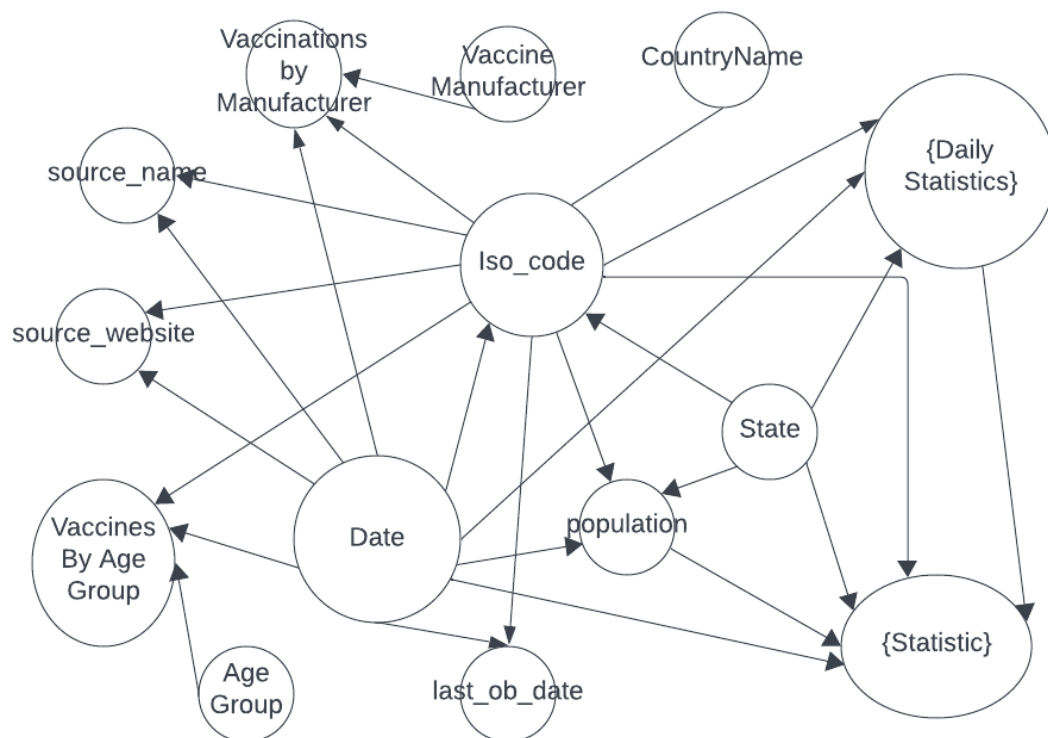 Vaccinations
by
Manufacturer
Vaccine
Manufacturer
CountryName
{Daily
Statistics}
source_name
Iso_code
source_website
State
Vaccines
By Age
Group
Date
population
{Statistic}
Age
Group
last_ob_date